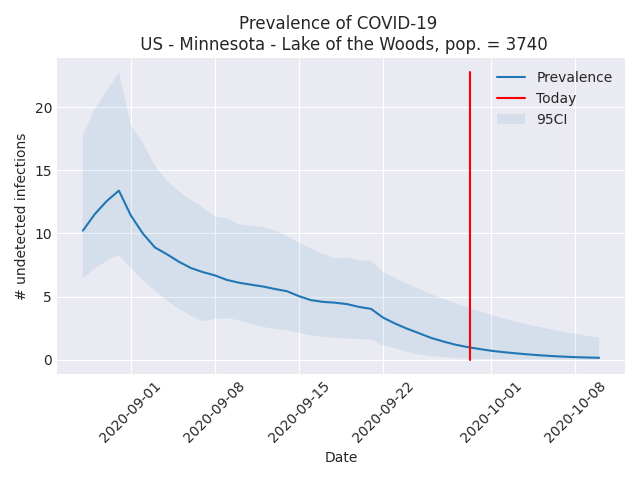 Prevalence of COVID-19
US - Minnesota - Lake of the Woods, pop. = 3740
Prevalence
Today
95CI
# undetected infections
20
15
10
5
0
2020-09-01
2020-09-08
2020-09-15
2020-09-22
2020-10-01
2020-10-08
Date